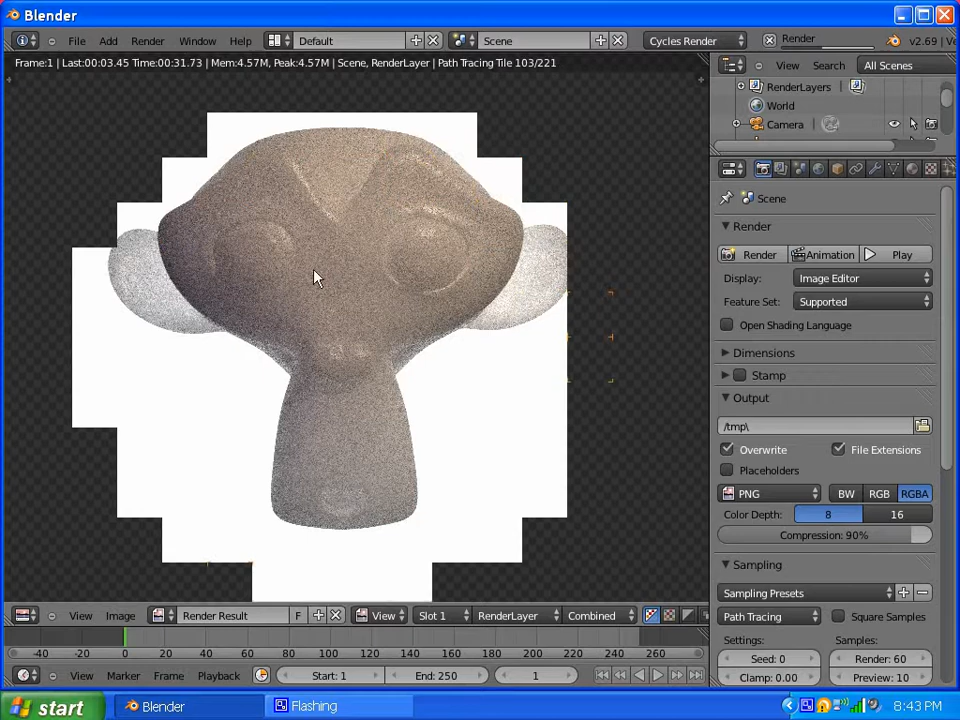 Blender
File Add Render Window Help Default Scene Cycles Render Render v2.69
Frame:1 | Last:00:03.45 Time:00:31.73 | Mem:4.57M, Peak:4.57M | Scene, RenderLayer | Path Tracing Tile 103/221
View Search All Scenes
RenderLayers
World
Camera
Scene
Render
Render Animation Play
Display: Image Editor
Feature Set: Supported
Open Shading Language
Dimensions
Stamp
Output
/tmp\
Overwrite File Extensions
Placeholders
PNG BW RGB RGBA
Color Depth: 8 16
Compression: 90%
Sampling
Sampling Presets
Path Tracing Square Samples
Settings: Samples:
Seed: 0 Render: 60
Clamp: 0.00 Preview: 10
View Image Render Result F View Slot 1 RenderLayer Combined
-40 -20 0 20 40 60 80 100 120 140 160 180 200 220 240 260
View Marker Frame Playback Start: 1 End: 250 1
start Blender Flashing 8:43 PM